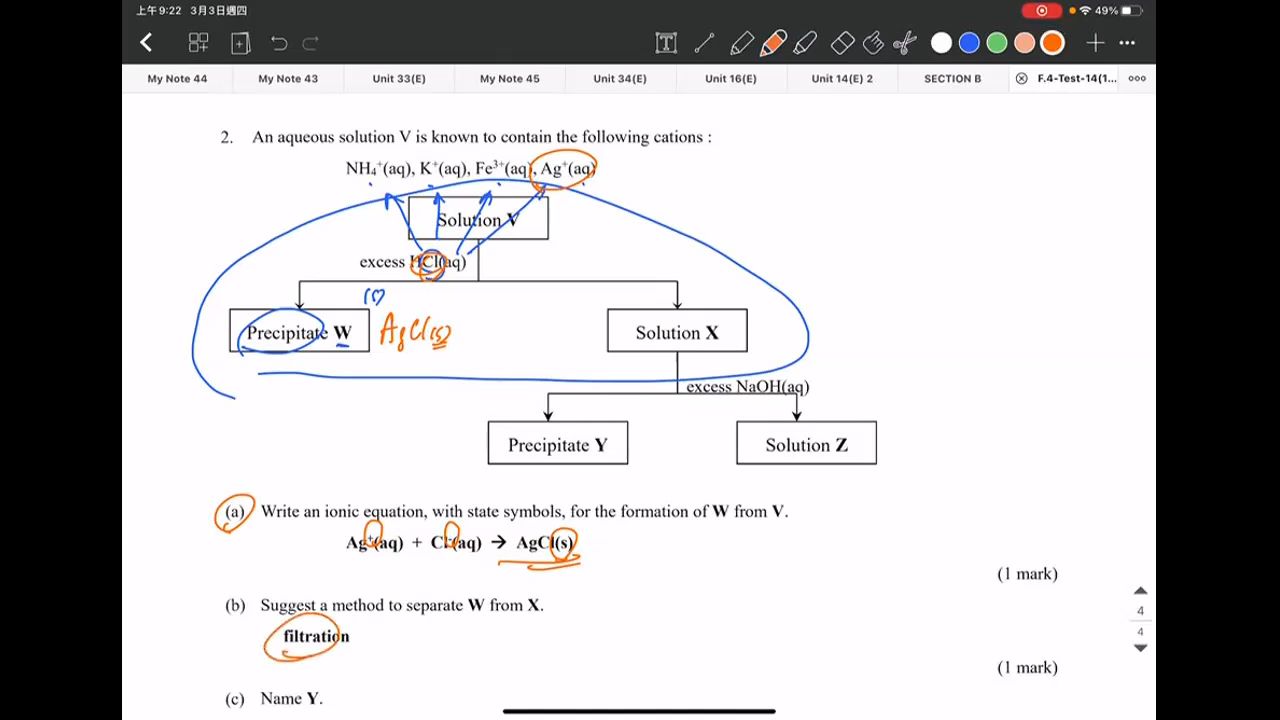 上午9:22 3月3日週四
49%
My Note 44 My Note 43 Unit 33(E) My Note 45 Unit 34(E) Unit 16(E) Unit 14(E) 2 SECTION B F.4-Test-14(1...
2. An aqueous solution V is known to contain the following cations :
NH₄⁺(aq), K⁺(aq), Fe³⁺(aq), Ag⁺(aq)
Solution V
excess HCl(aq)
Precipitate W AgCl(s) Solution X
excess NaOH(aq)
Precipitate Y Solution Z
(a) Write an ionic equation, with state symbols, for the formation of W from V.
Ag⁺(aq) + Cl⁻(aq) → AgCl(s)
(1 mark)
(b) Suggest a method to separate W from X.
4
filtration
4
(1 mark)
(c) Name Y.